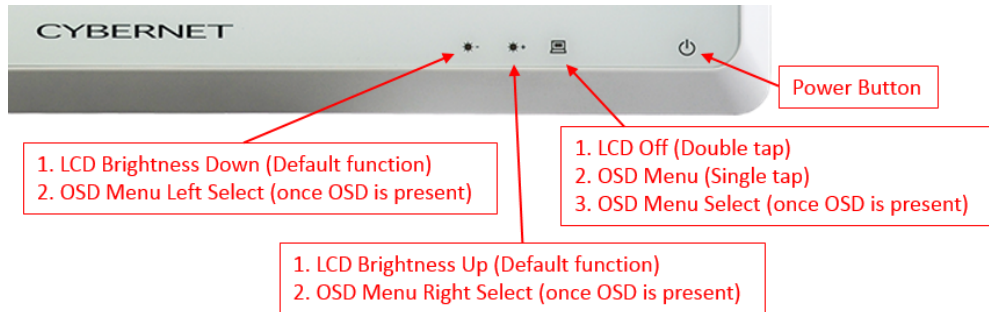 CYBERNET
Power Button
1. LCD Brightness Down (Default function)
2. OSD Menu Left Select (once OSD is present)
1. LCD Off (Double tap)
2. OSD Menu (Single tap)
3. OSD Menu Select (once OSD is present)
1. LCD Brightness Up (Default function)
2. OSD Menu Right Select (once OSD is present)